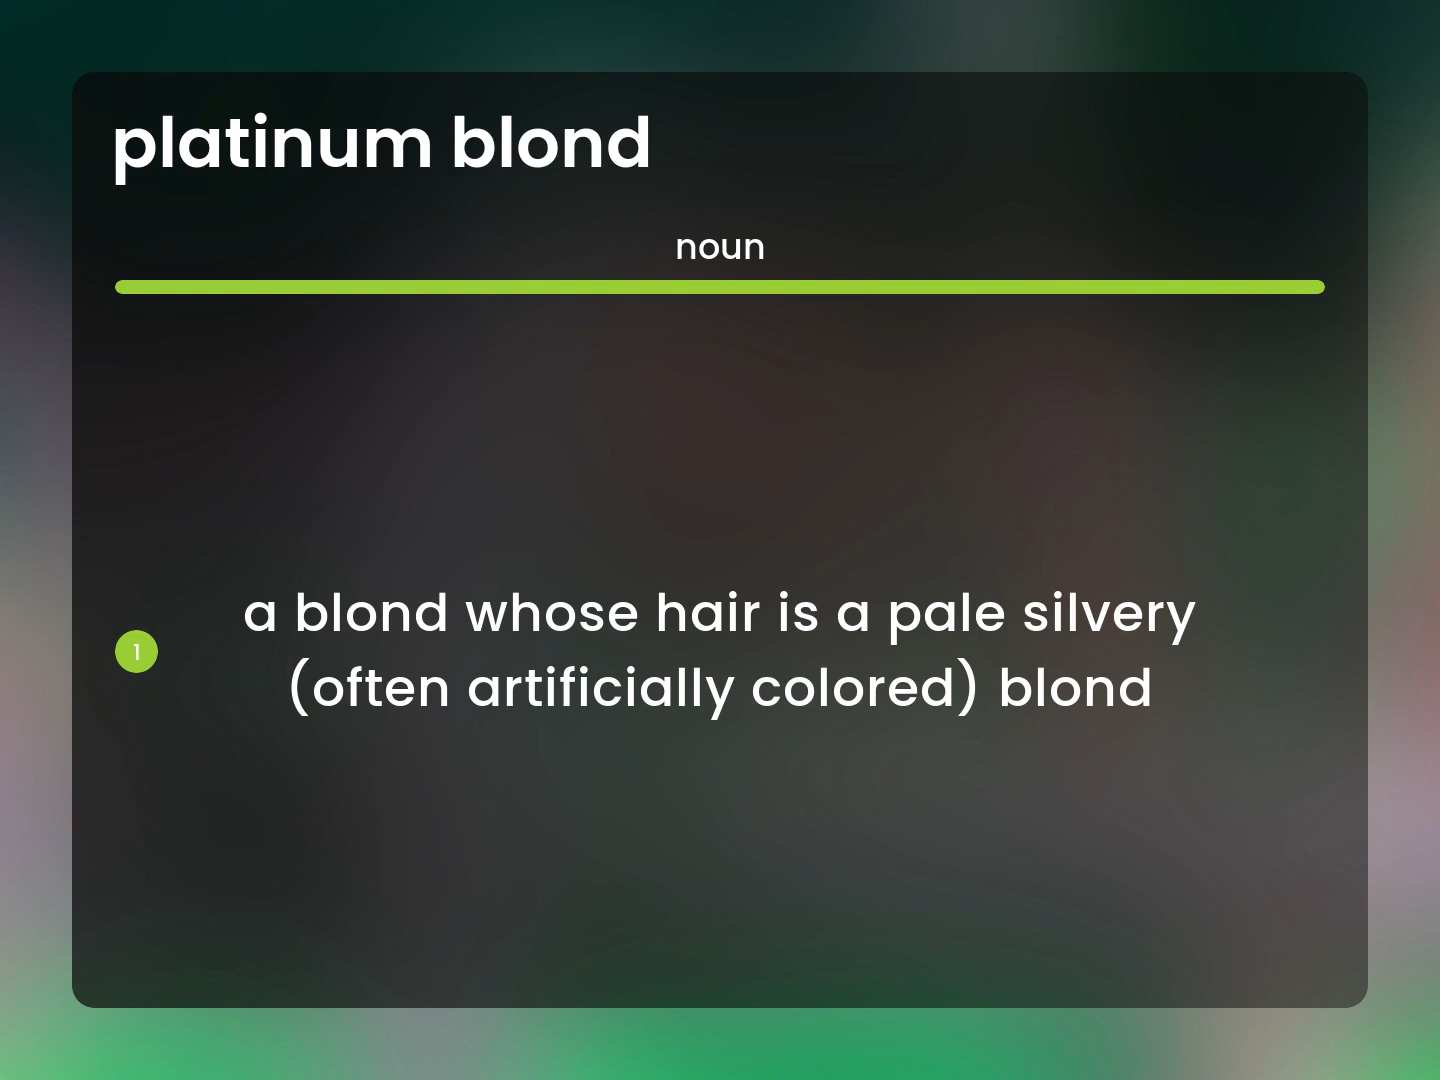 platinum blond
noun
1
a blond whose hair is a pale silvery
(often artificially colored) blond